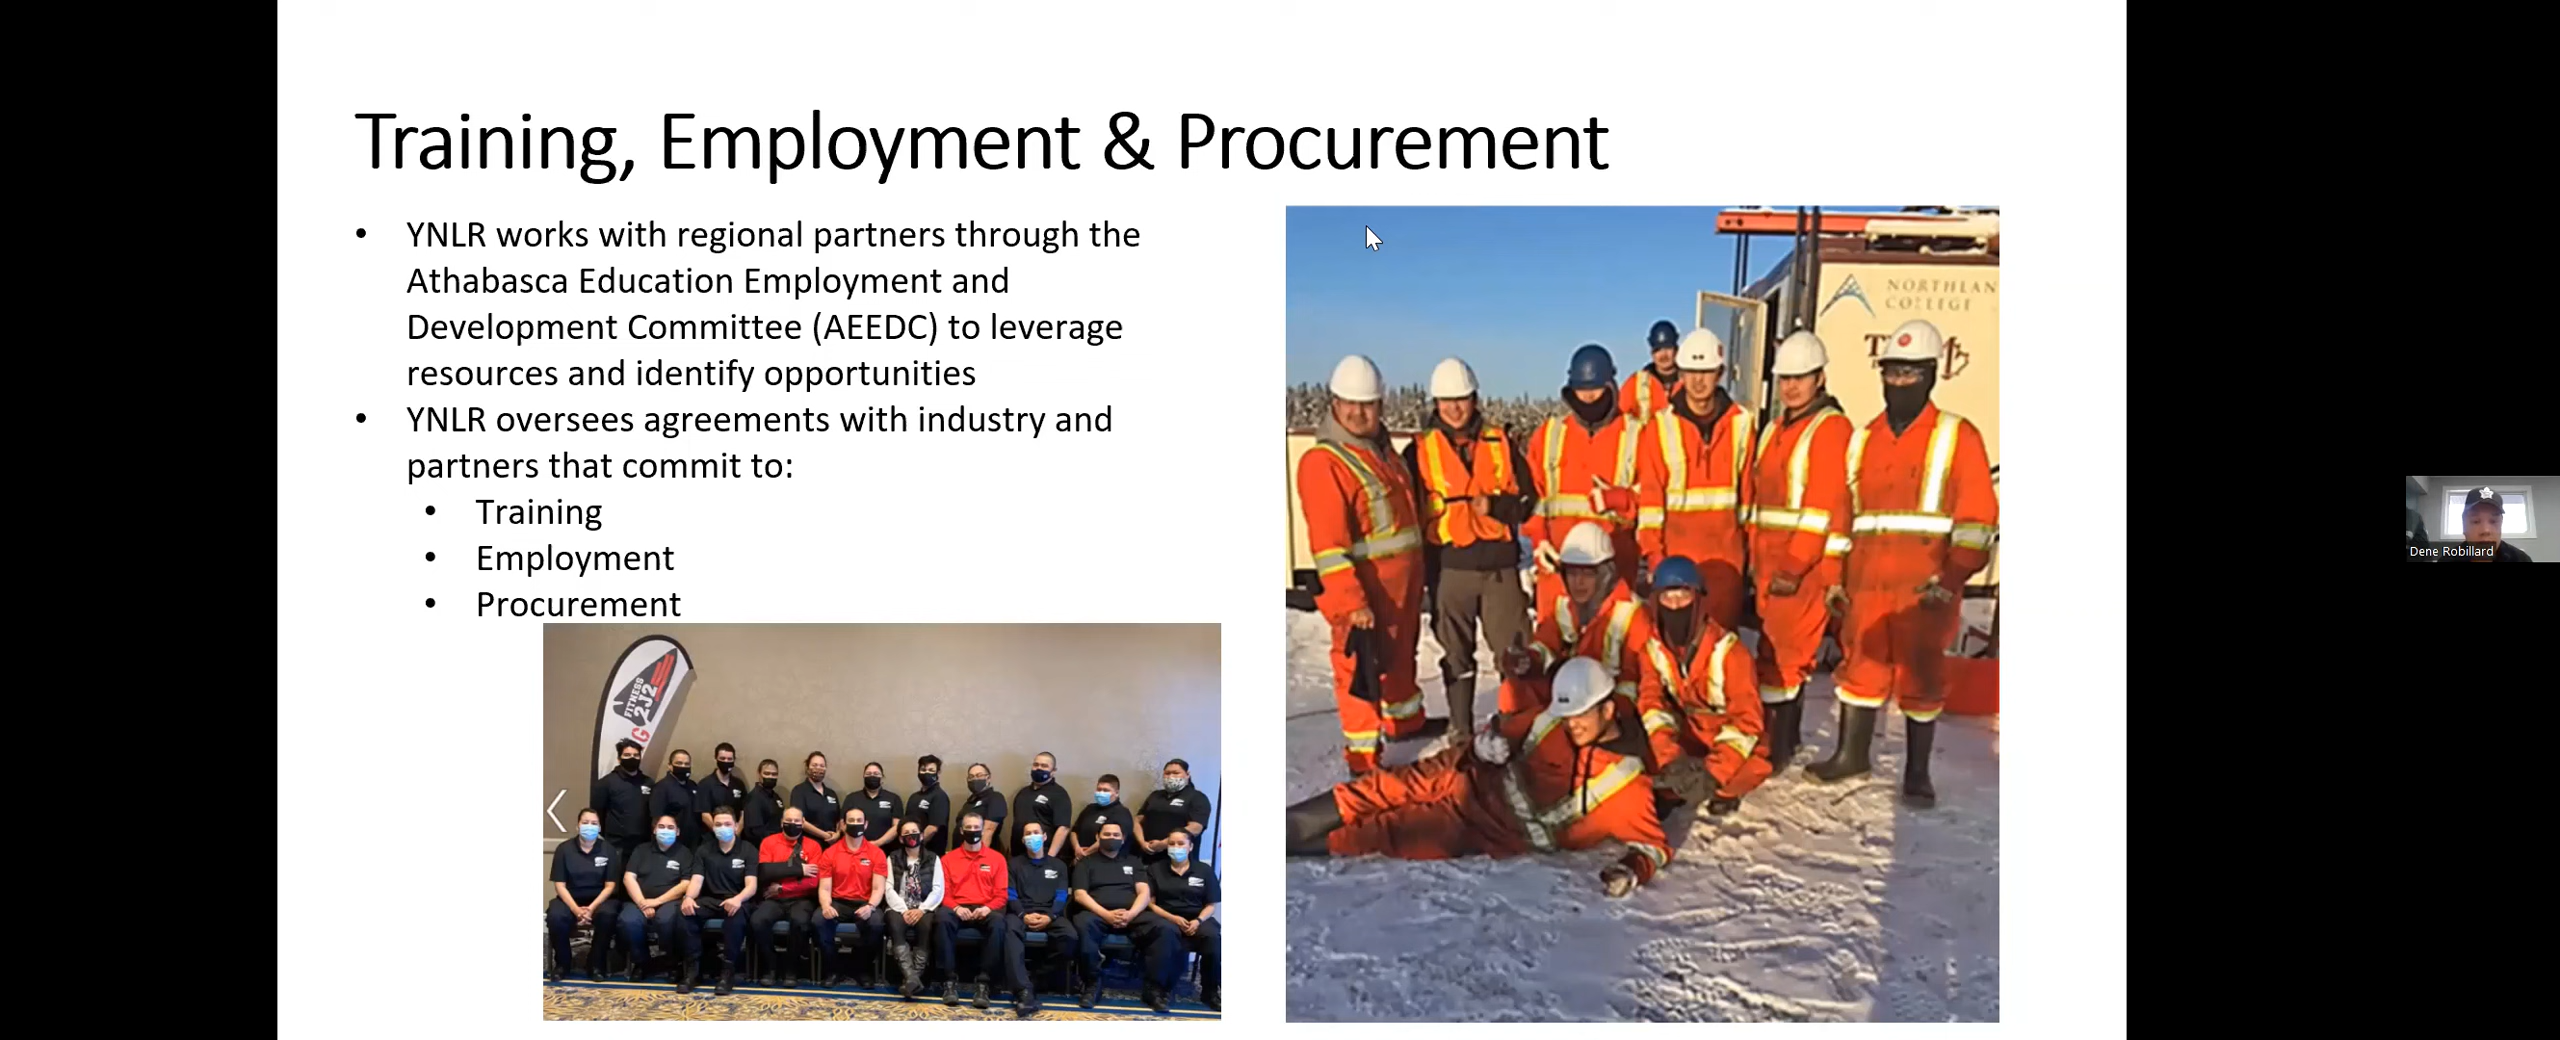 Training, Employment & Procurement
• YNLR works with regional partners through the
Athabasca Education Employment and
Development Committee (AEEDC) to leverage
resources and identify opportunities
• YNLR oversees agreements with industry and
partners that commit to:
• Training
• Employment
• Procurement
NORTHLAN
COLLEGE
FITNESS
2J2
G
Dene Robillard